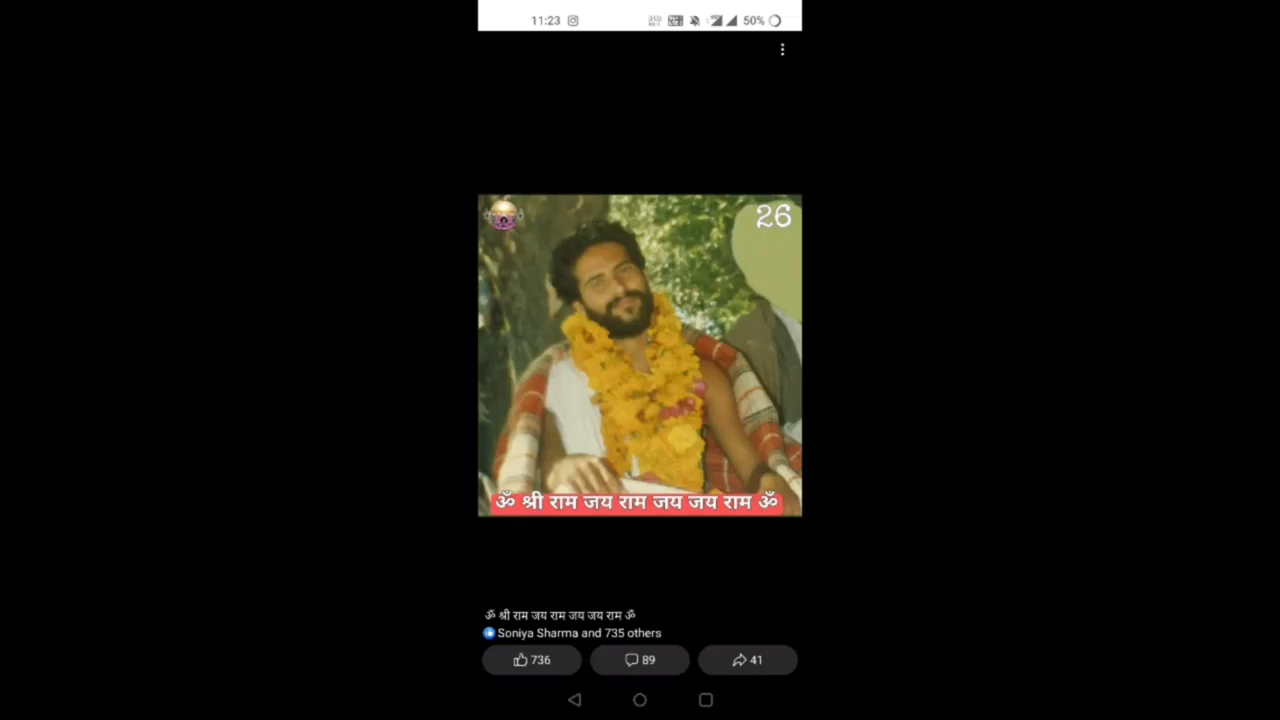 11:23
50%
26
ॐ श्री राम जय राम जय जय राम ॐ
ॐ श्री राम जय राम जय जय राम ॐ
Soniya Sharma and 735 others
736 89 41